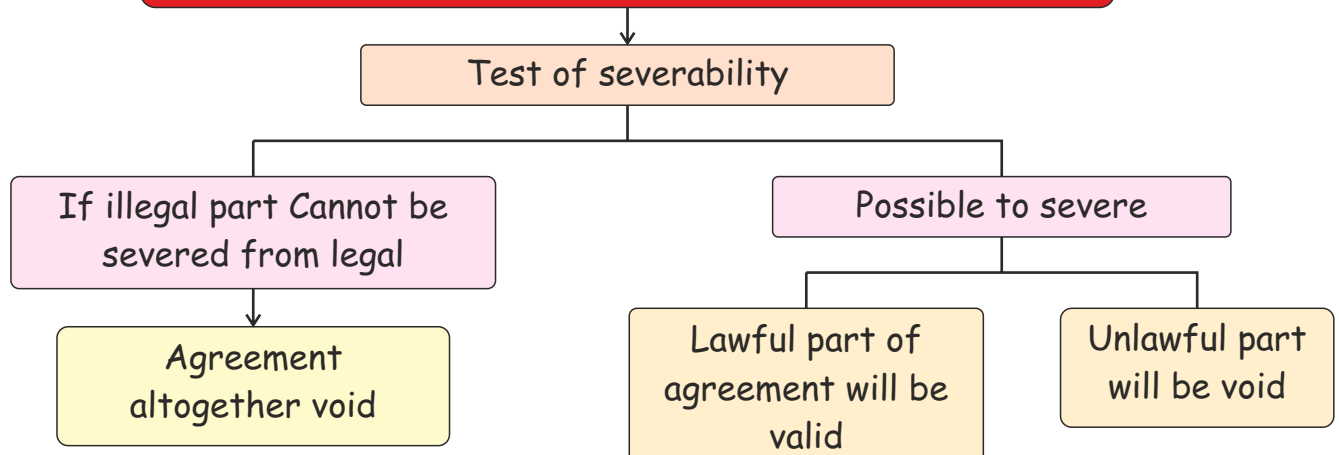 Test of severability
If illegal part Cannot be
severed from legal
Possible to severe
Agreement
altogether void
Lawful part of
agreement will be
valid
Unlawful part
will be void